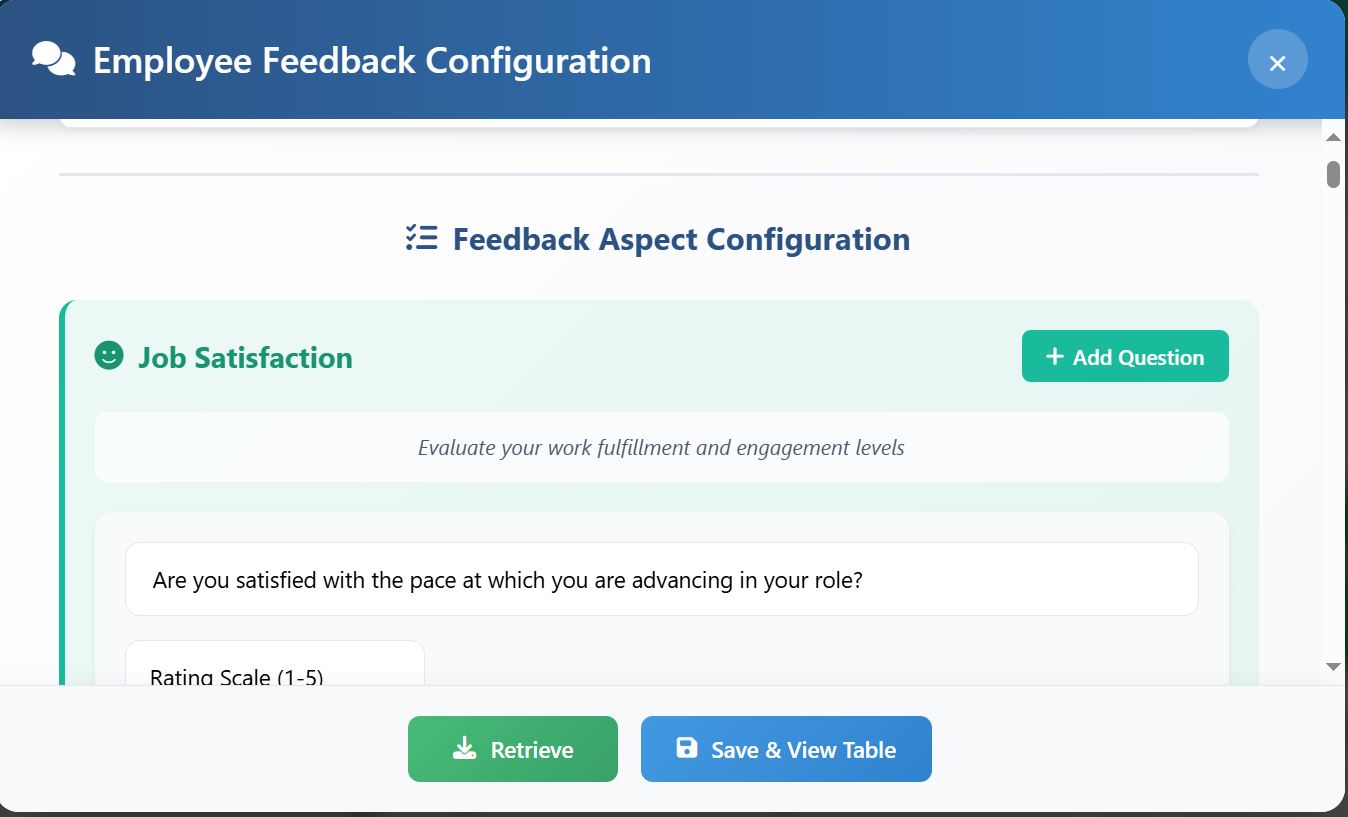 Employee Feedback Configuration
Feedback Aspect Configuration
Job Satisfaction
Add Question
Evaluate your work fulfillment and engagement levels
Are you satisfied with the pace at which you are advancing in your role?
Rating Scale (1-5)
Retrieve
Save & View Table